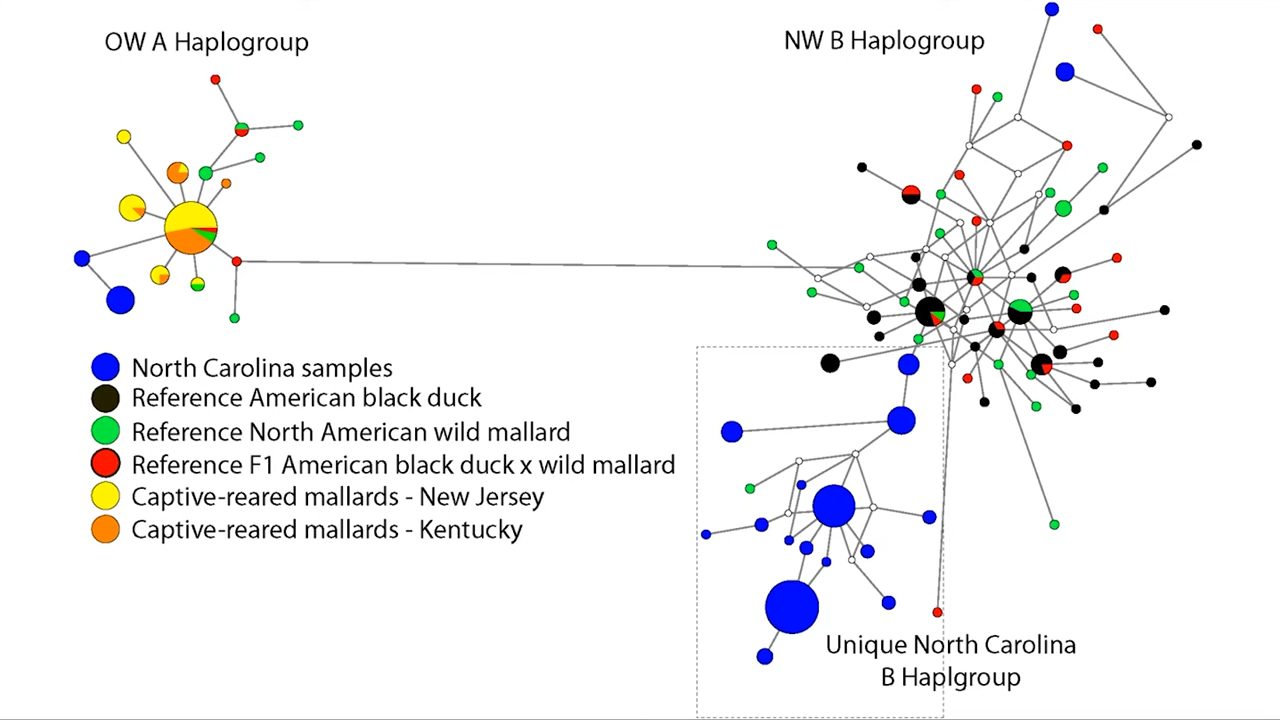 OW A Haplogroup
NW B Haplogroup
North Carolina samples
Reference American black duck
Reference North American wild mallard
Reference F1 American black duck x wild mallard
Captive-reared mallards - New Jersey
Captive-reared mallards - Kentucky
Unique North Carolina
B Haplgroup